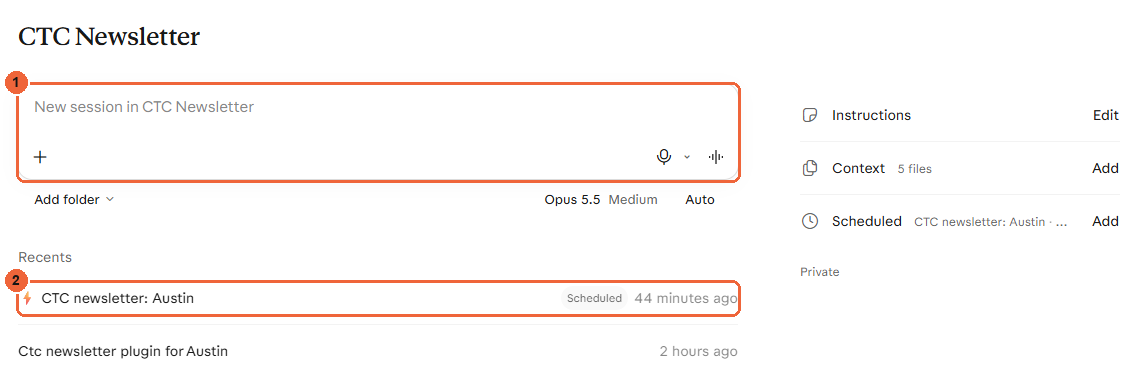 CTC Newsletter
1
New session in CTC Newsletter
Add folder
Opus 5.5 Medium Auto
Recents
2
CTC newsletter: Austin Scheduled 44 minutes ago
Ctc newsletter plugin for Austin 2 hours ago
Instructions Edit
Context 5 files Add
Scheduled CTC newsletter: Austin · ... Add
Private